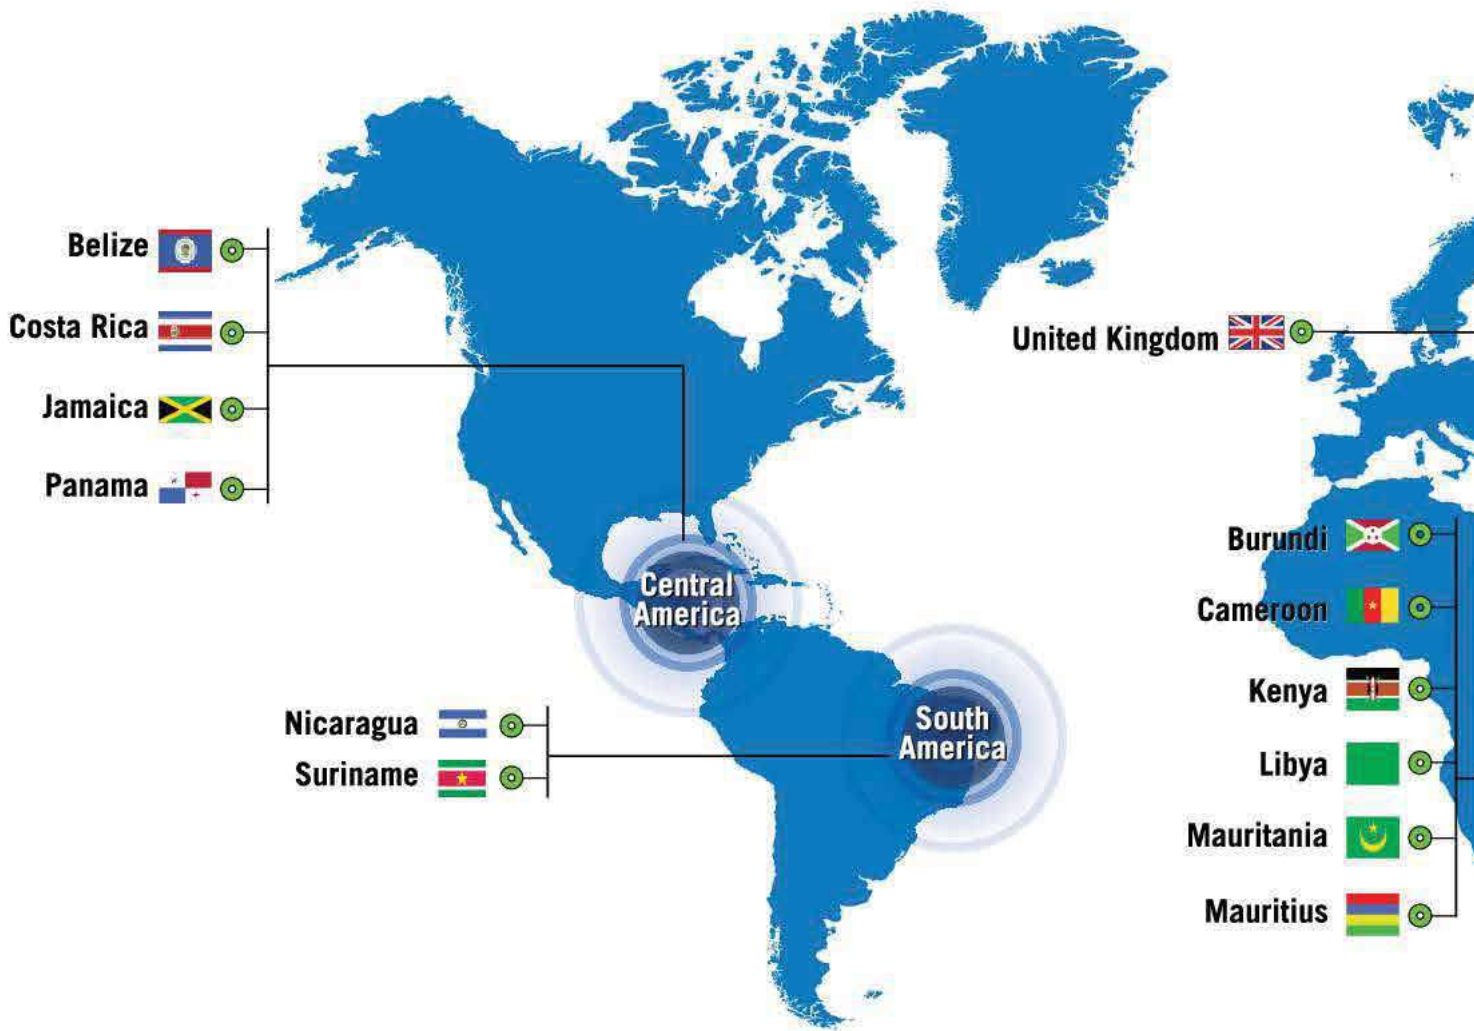 Belize
Costa Rica
Jamaica
Panama
United Kingdom
Central
America
Burundi
Cameroon
Kenya
Libya
Mauritania
Mauritius
Nicaragua
Suriname
South
America